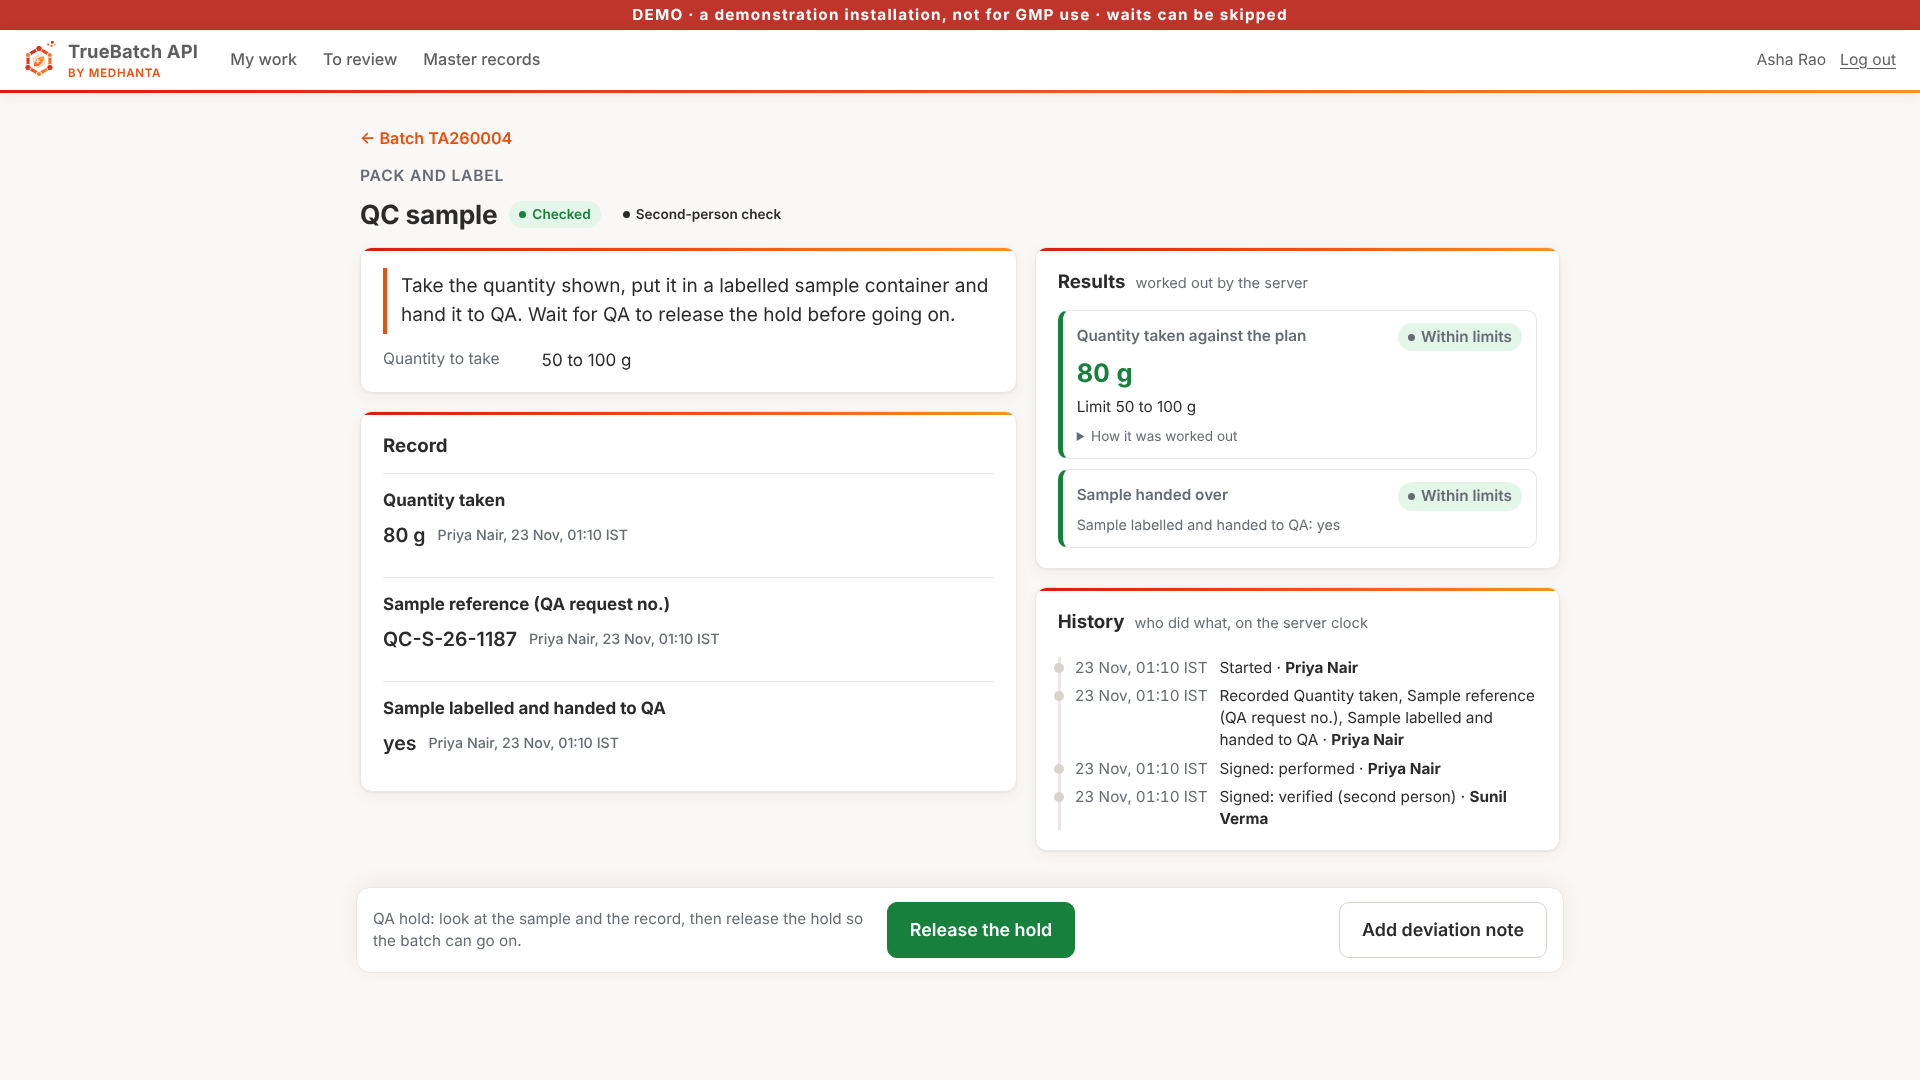 DEMO · a demonstration installation, not for GMP use · waits can be skipped
TrueBatch API
BY MEDHANTA
My work
To review
Master records
Asha Rao
Log out
← Batch TA260004
PACK AND LABEL
QC sample
Checked
Second-person check
Take the quantity shown, put it in a labelled sample container and
hand it to QA. Wait for QA to release the hold before going on.
Quantity to take 50 to 100 g
Record
Quantity taken
80 g Priya Nair, 23 Nov, 01:10 IST
Sample reference (QA request no.)
QC-S-26-1187 Priya Nair, 23 Nov, 01:10 IST
Sample labelled and handed to QA
yes Priya Nair, 23 Nov, 01:10 IST
Results worked out by the server
Quantity taken against the plan
Within limits
80 g
Limit 50 to 100 g
How it was worked out
Sample handed over
Within limits
Sample labelled and handed to QA: yes
History who did what, on the server clock
23 Nov, 01:10 IST Started · Priya Nair
23 Nov, 01:10 IST Recorded Quantity taken, Sample reference
(QA request no.), Sample labelled and
handed to QA · Priya Nair
23 Nov, 01:10 IST Signed: performed · Priya Nair
23 Nov, 01:10 IST Signed: verified (second person) · Sunil
Verma
QA hold: look at the sample and the record, then release the hold so
the batch can go on.
Release the hold
Add deviation note